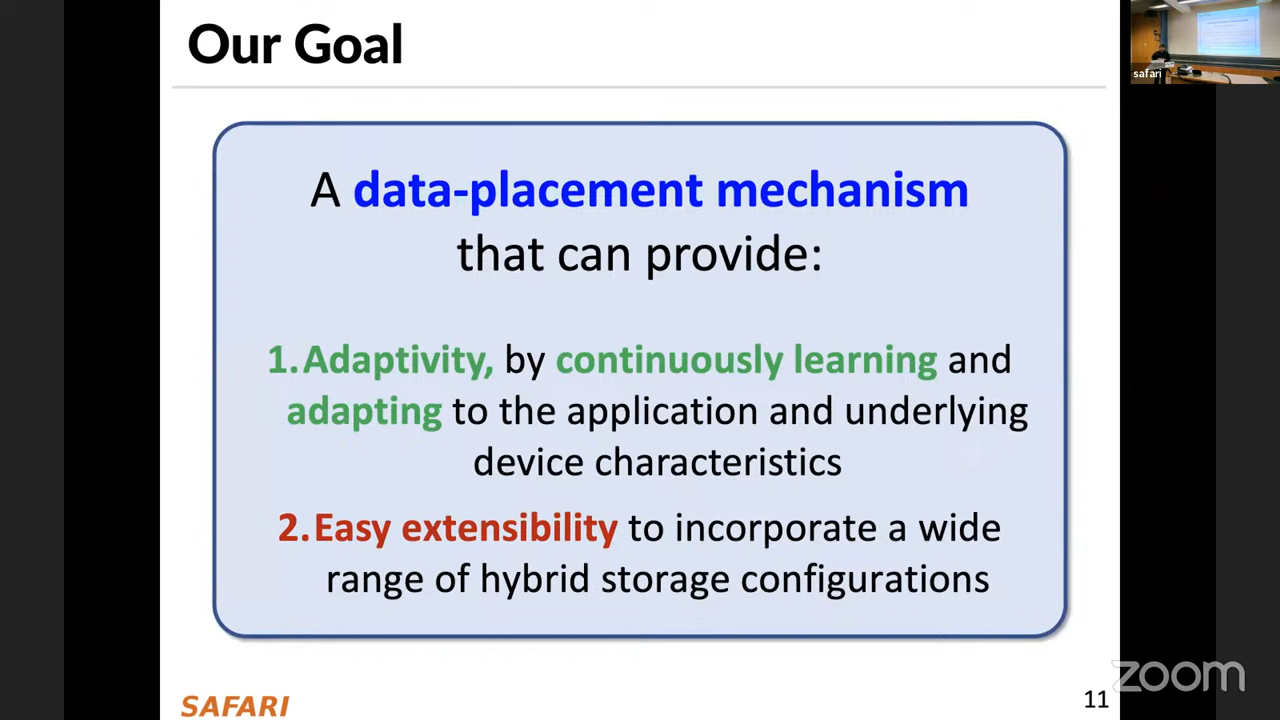 Our Goal
safari
A data-placement mechanism
that can provide:
1. Adaptivity, by continuously learning and
adapting to the application and underlying
device characteristics
2. Easy extensibility to incorporate a wide
range of hybrid storage configurations
SAFARI
11
zoom